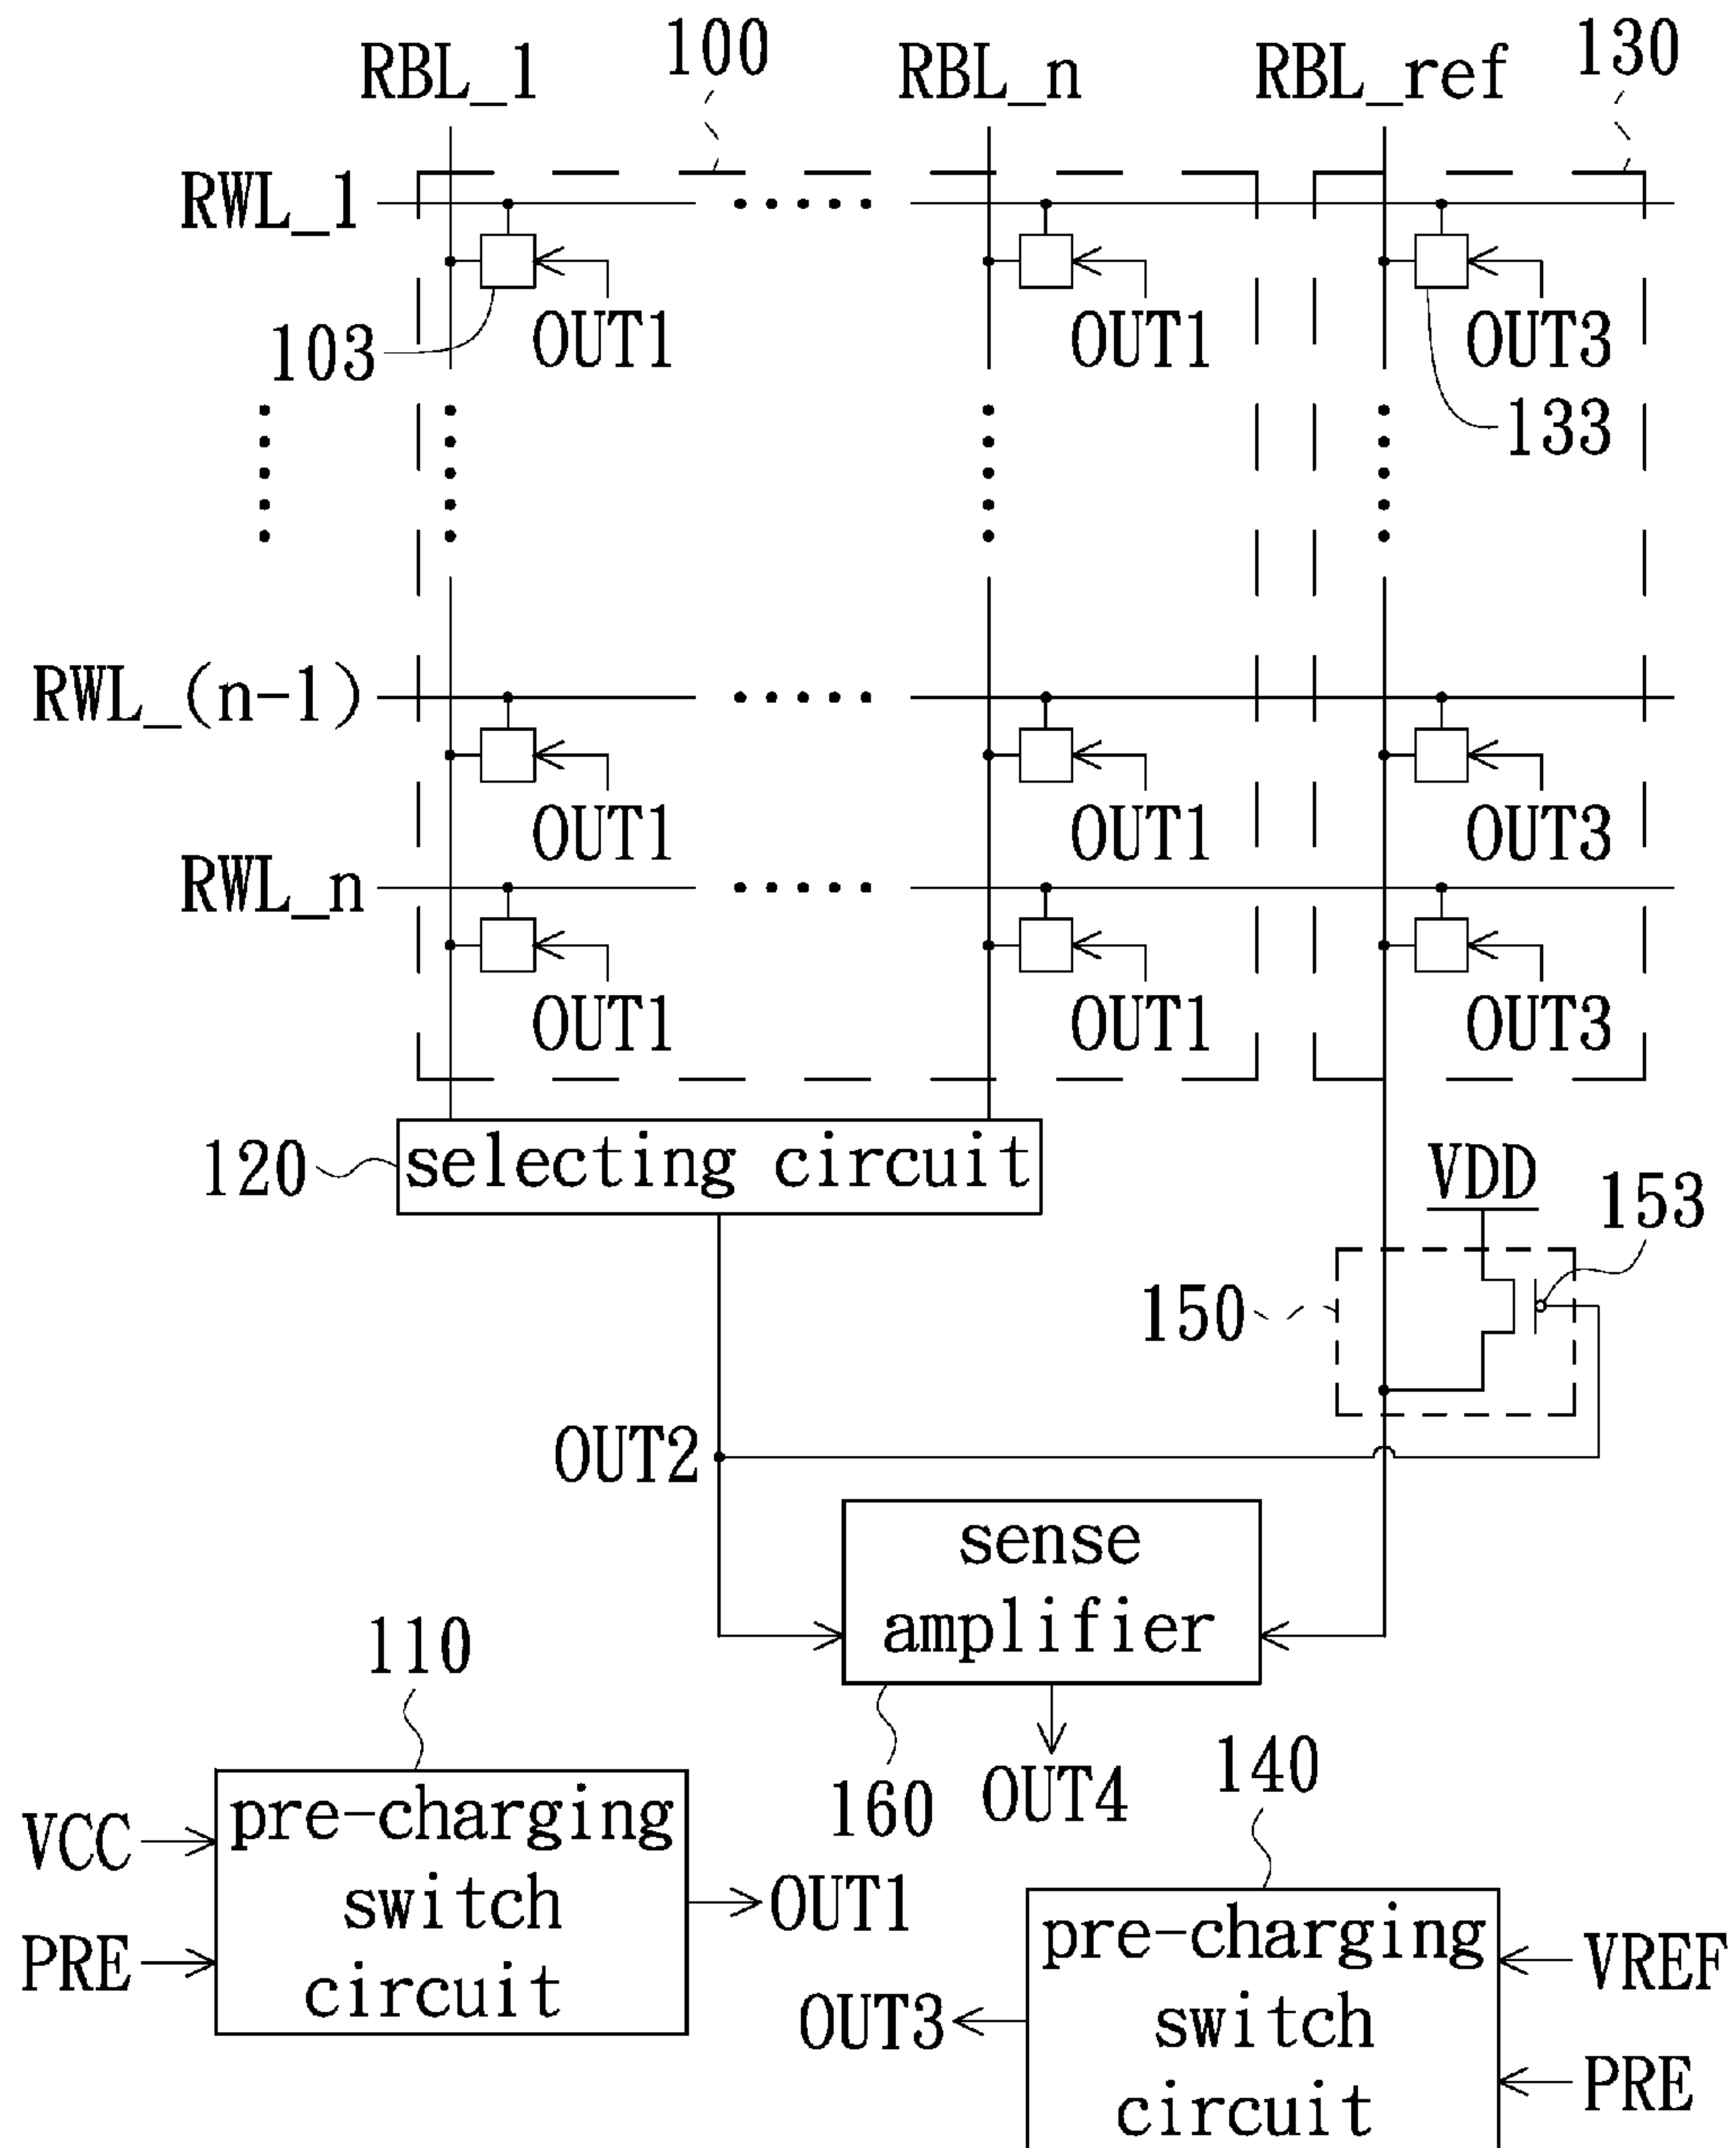 RBL_1 100 RBL_n RBL_ref 130
RWL_1
103 OUT1 OUT1 OUT3
133
RWL_(n-1)
OUT1 OUT1 OUT3
RWL_n
OUT1 OUT1 OUT3
120 selecting circuit
VDD 153
150
OUT2
sense
amplifier
110
160 OUT4 140
VCC
PRE
pre-charging
switch
circuit
OUT1
pre-charging
switch
circuit
OUT3
VREF
PRE